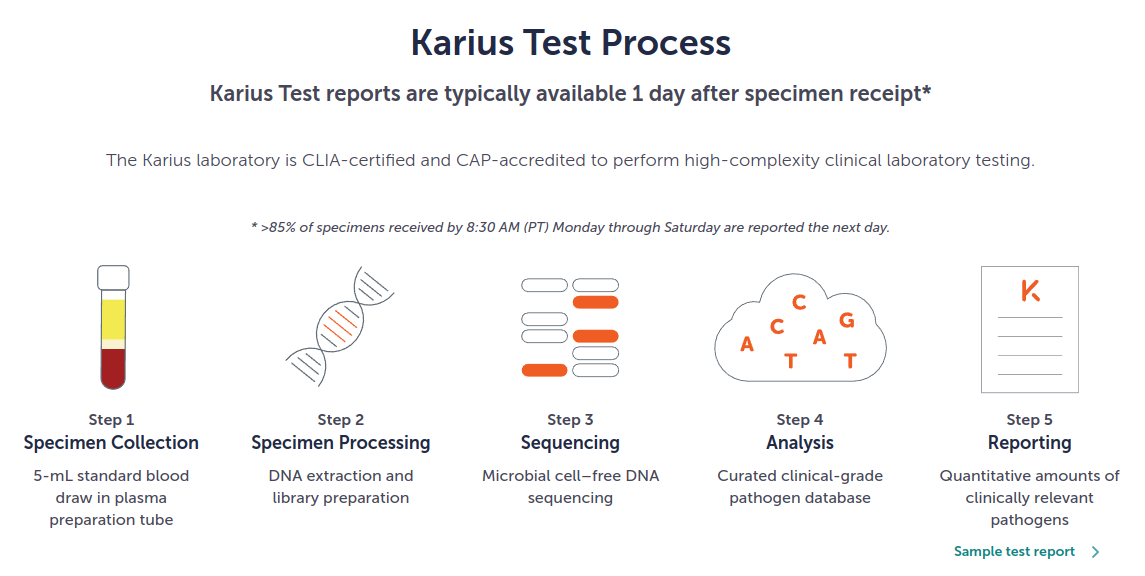 Karius Test Process
Karius Test reports are typically available 1 day after specimen receipt*
The Karius laboratory is CLIA-certified and CAP-accredited to perform high-complexity clinical laboratory testing.
* >85% of specimens received by 8:30 AM (PT) Monday through Saturday are reported the next day.
C
C
G
A
A
T
T
K
Step 1
Specimen Collection
5-mL standard blood
draw in plasma
preparation tube
Step 2
Specimen Processing
DNA extraction and
library preparation
Step 3
Sequencing
Microbial cell–free DNA
sequencing
Step 4
Analysis
Curated clinical-grade
pathogen database
Step 5
Reporting
Quantitative amounts of
clinically relevant
pathogens
Sample test report